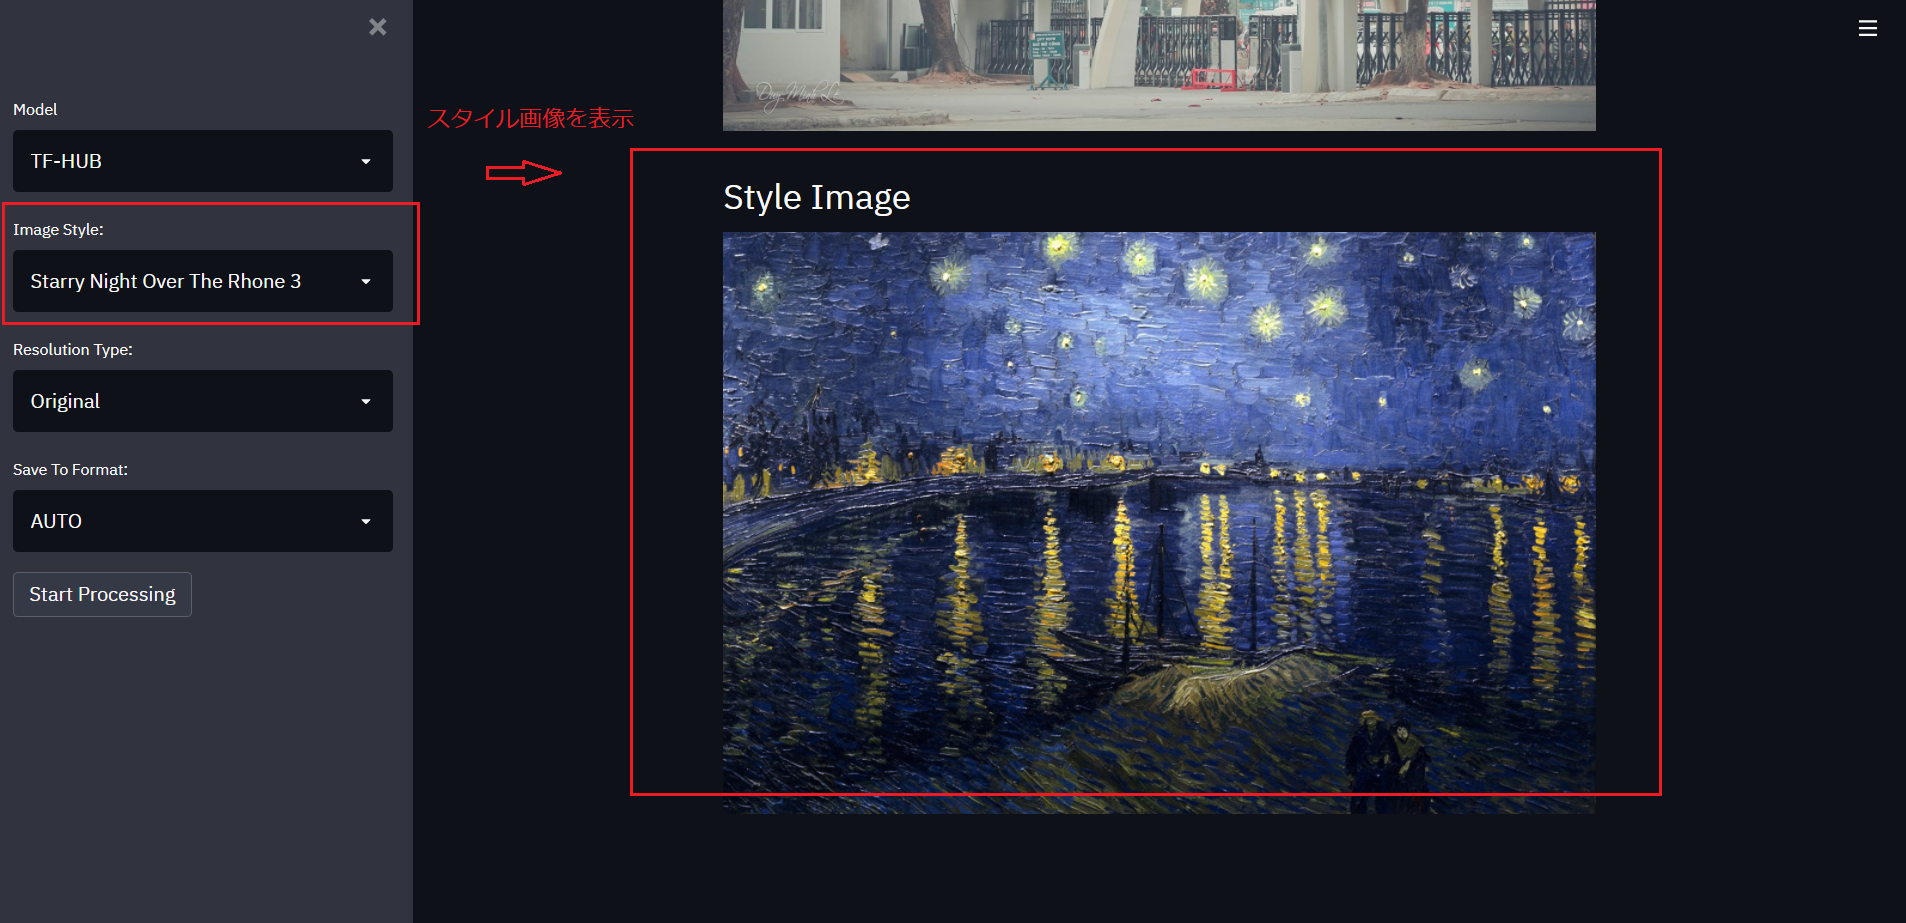 Model
TF-HUB
Image Style:
Starry Night Over The Rhone 3
Resolution Type:
Original
Save To Format:
AUTO
Start Processing
スタイル画像を表示
Style Image